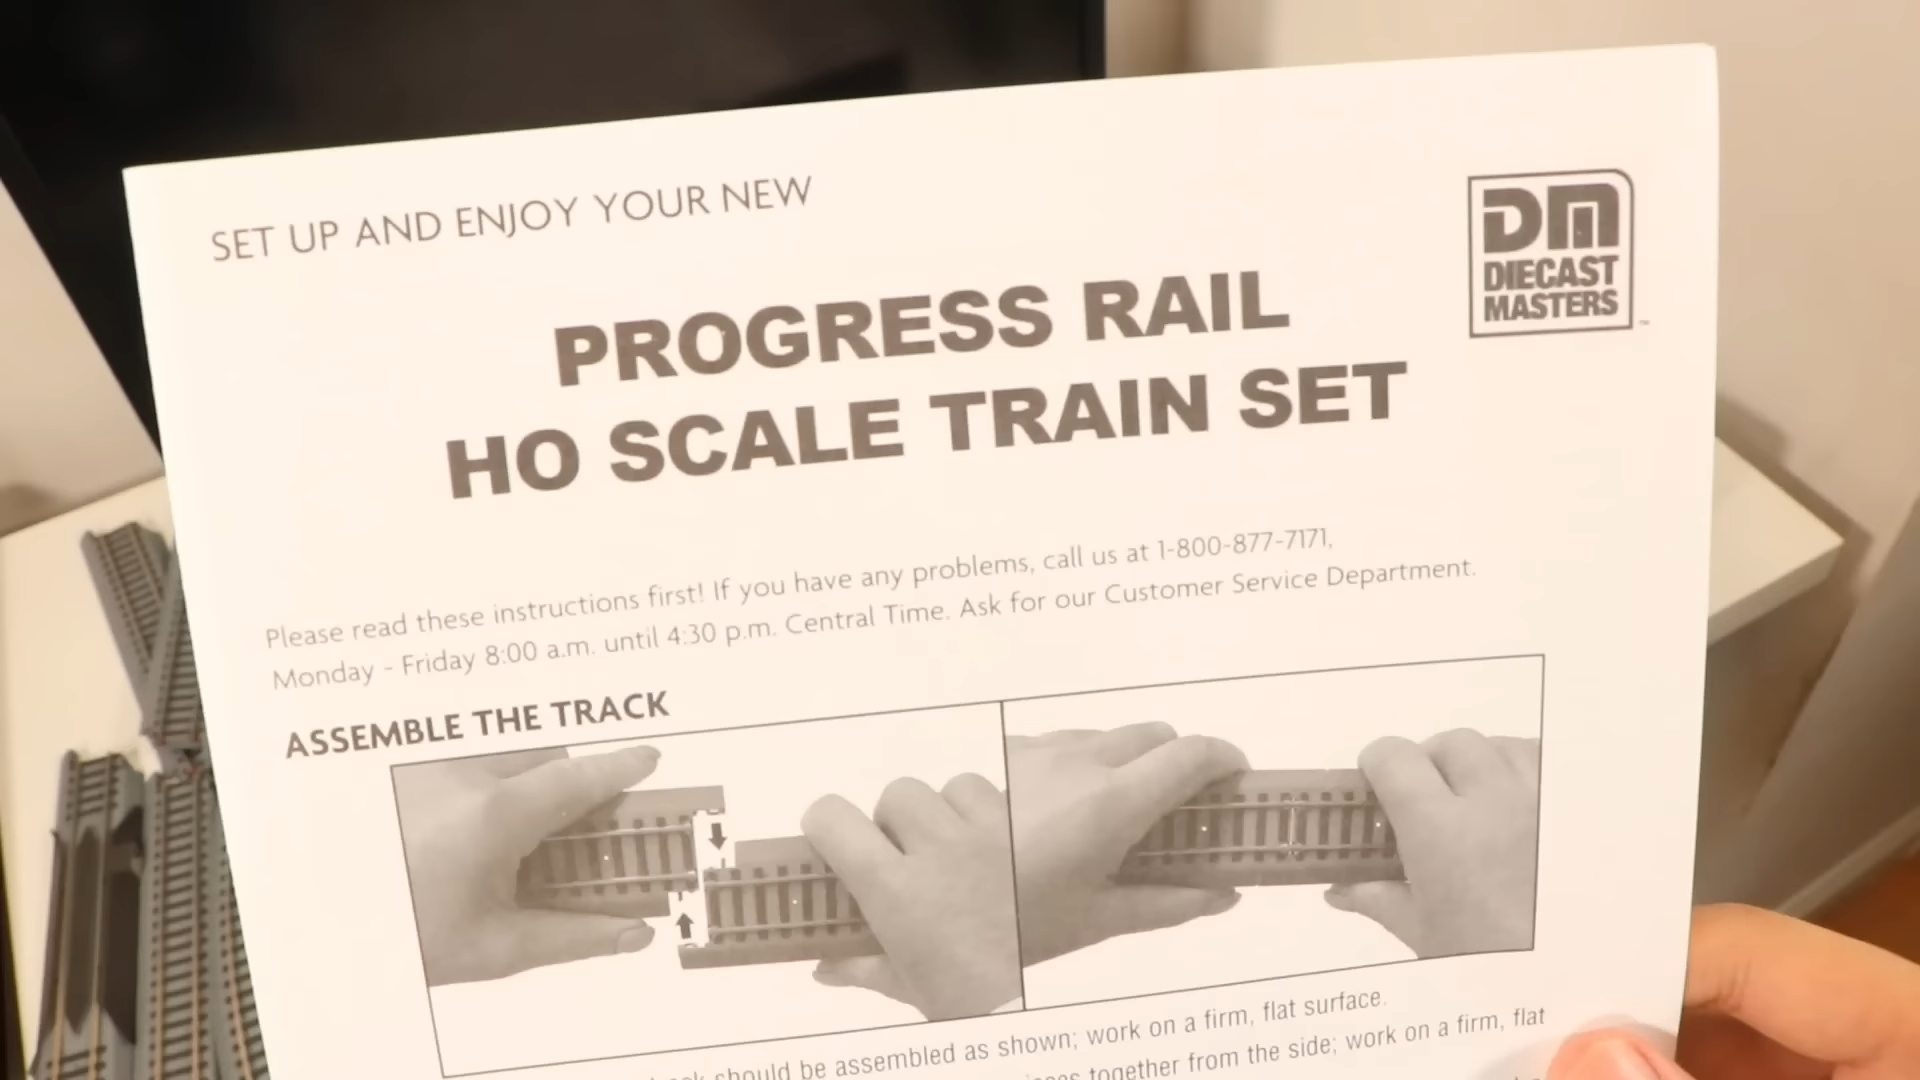 SET UP AND ENJOY YOUR NEW
DM
DIECAST
MASTERS
™
PROGRESS RAIL
HO SCALE TRAIN SET
Please read these instructions first! If you have any problems, call us at 1-800-877-7171,
Monday - Friday 8:00 a.m. until 4:30 p.m. Central Time. Ask for our Customer Service Department.
ASSEMBLE THE TRACK
should be assembled as shown; work on a firm, flat surface.
together from the side; work on a firm, flat